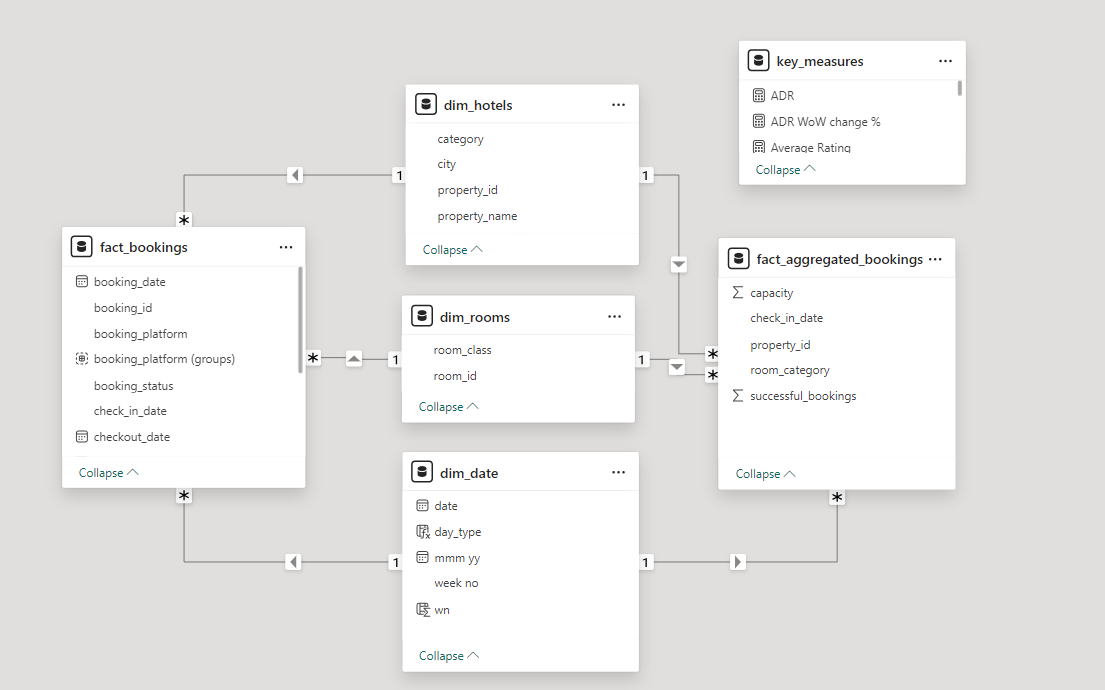 key_measures
ADR
ADR WoW change %
Average Rating
Collapse
dim_hotels
category
city
property_id
property_name
Collapse
1
1
*
fact_bookings
booking_date
booking_id
booking_platform
booking_platform (groups)
booking_status
check_in_date
checkout_date
Collapse
*
*
dim_rooms
room_class
room_id
Collapse
1
1
fact_aggregated_bookings
capacity
check_in_date
property_id
room_category
successful_bookings
Collapse
*
*
*
dim_date
date
day_type
mmm yy
week no
wn
Collapse
1
1